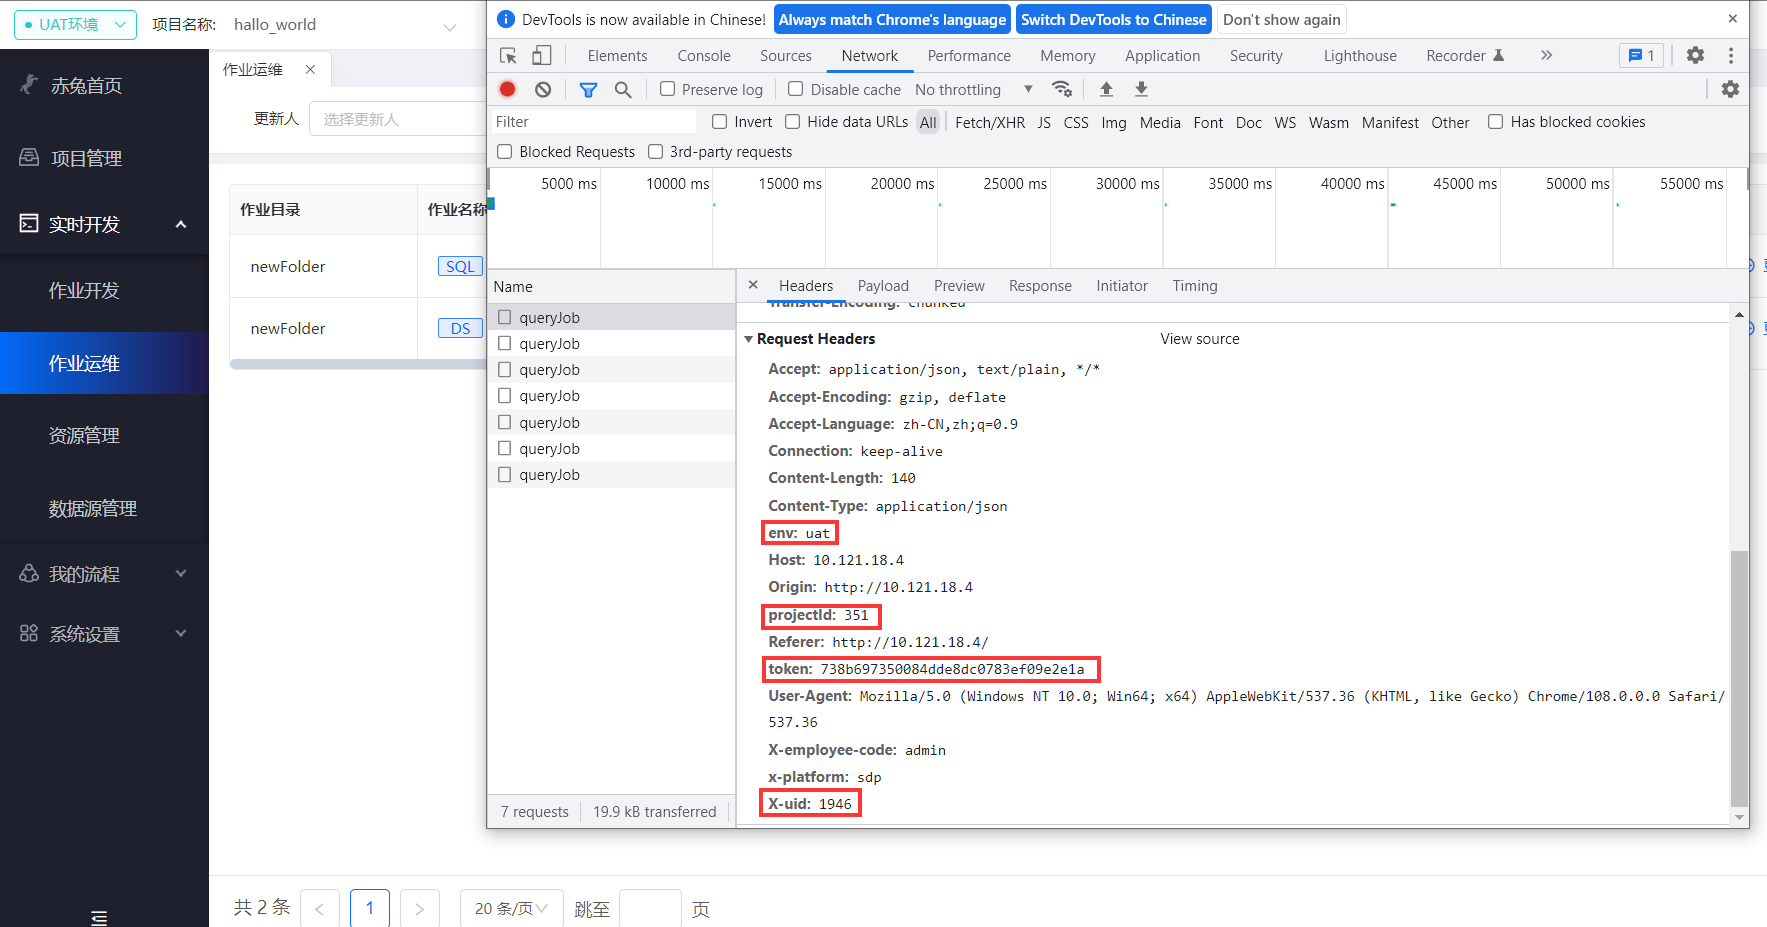 UAT环境
项目名称:
hallo_world
赤兔首页
项目管理
实时开发
作业开发
作业运维
资源管理
数据源管理
我的流程
系统设置
作业运维
更新人
选择更新人
作业目录
作业名称
newFolder
SQL
newFolder
DS
共 2 条
1
20 条/页
跳至
页
DevTools is now available in Chinese!
Always match Chrome's language
Switch DevTools to Chinese
Don't show again
Elements
Console
Sources
Network
Performance
Memory
Application
Security
Lighthouse
Recorder
1
Preserve log
Disable cache
No throttling
Filter
Invert
Hide data URLs
All
Fetch/XHR
JS
CSS
Img
Media
Font
Doc
WS
Wasm
Manifest
Other
Has blocked cookies
Blocked Requests
3rd-party requests
5000 ms
10000 ms
15000 ms
20000 ms
25000 ms
30000 ms
35000 ms
40000 ms
45000 ms
50000 ms
55000 ms
Name
queryJob
queryJob
queryJob
queryJob
queryJob
queryJob
queryJob
7 requests
19.9 kB transferred
Headers
Payload
Preview
Response
Initiator
Timing
Transfer-Encoding: chunked
Request Headers
View source
Accept: application/json, text/plain, */*
Accept-Encoding: gzip, deflate
Accept-Language: zh-CN,zh;q=0.9
Connection: keep-alive
Content-Length: 140
Content-Type: application/json
env: uat
Host: 10.121.18.4
Origin: http://10.121.18.4
projectId: 351
Referer: http://10.121.18.4/
token: 738b697350084dde8dc0783ef09e2e1a
User-Agent: Mozilla/5.0 (Windows NT 10.0; Win64; x64) AppleWebKit/537.36 (KHTML, like Gecko) Chrome/108.0.0.0 Safari/
537.36
X-employee-code: admin
x-platform: sdp
X-uid: 1946